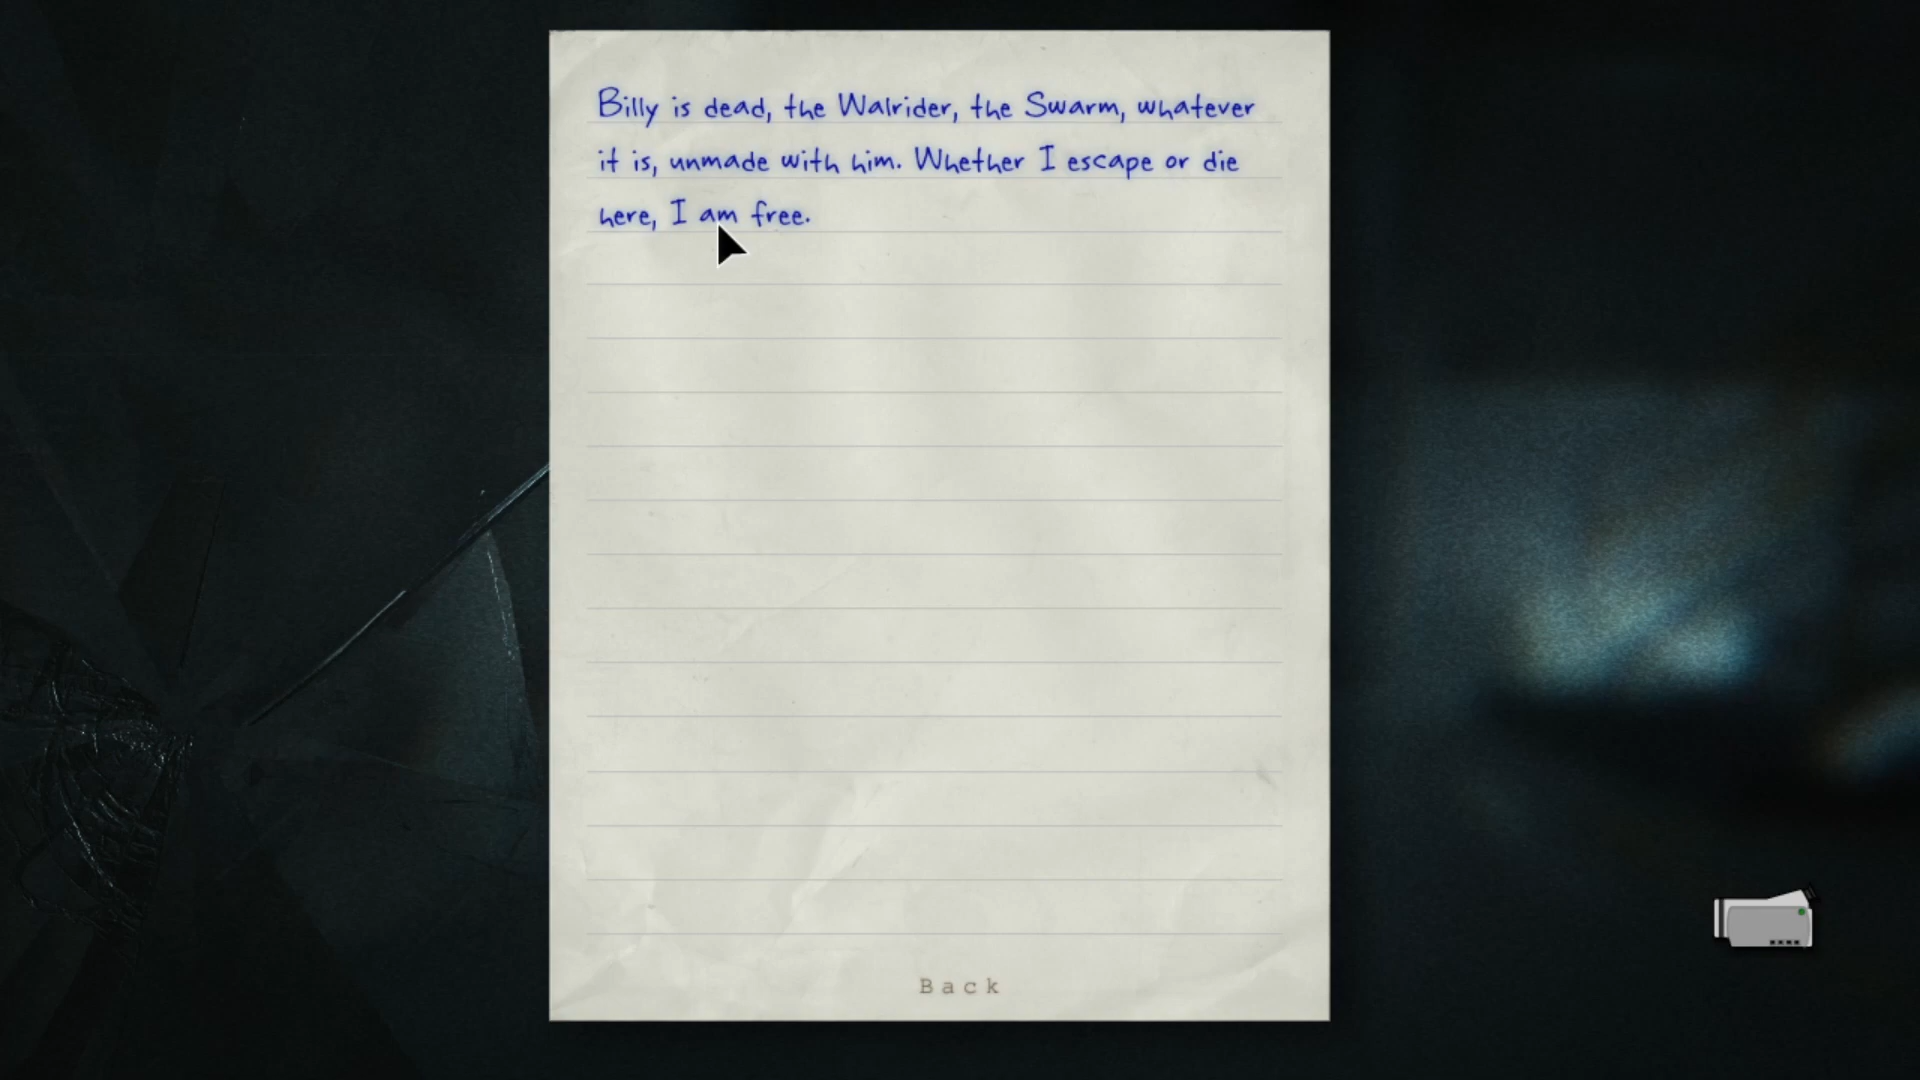 Billy is dead, the Walrider, the Swarm, whatever
it is, unmade with him. Whether I escape or die
here, I am free.
Back